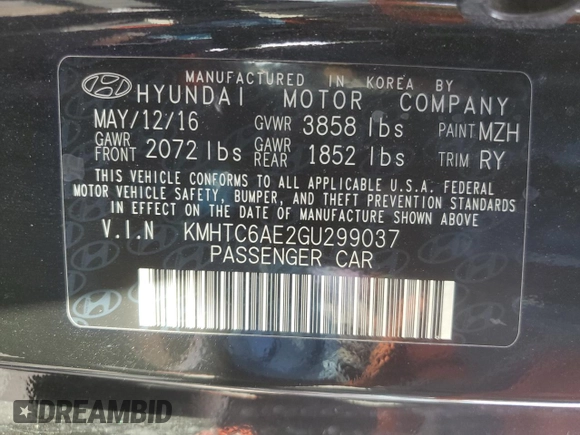 MANUFACTURED IN KOREA BY
HYUNDAI MOTOR COMPANY
MAY/12/16 GVWR 3858 lbs PAINT: MZH
GAWR FRONT 2072 lbs GAWR REAR 1852 lbs TRIM: RY
THIS VEHICLE CONFORMS TO ALL APPLICABLE U.S.A. FEDERAL
MOTOR VEHICLE SAFETY, BUMPER, AND THEFT PREVENTION STANDARDS
IN EFFECT ON THE DATE OF MANUFACTURE SHOWN ABOVE
V.I.N KMHTC6AE2GU299037
PASSENGER CAR
DREAMBID